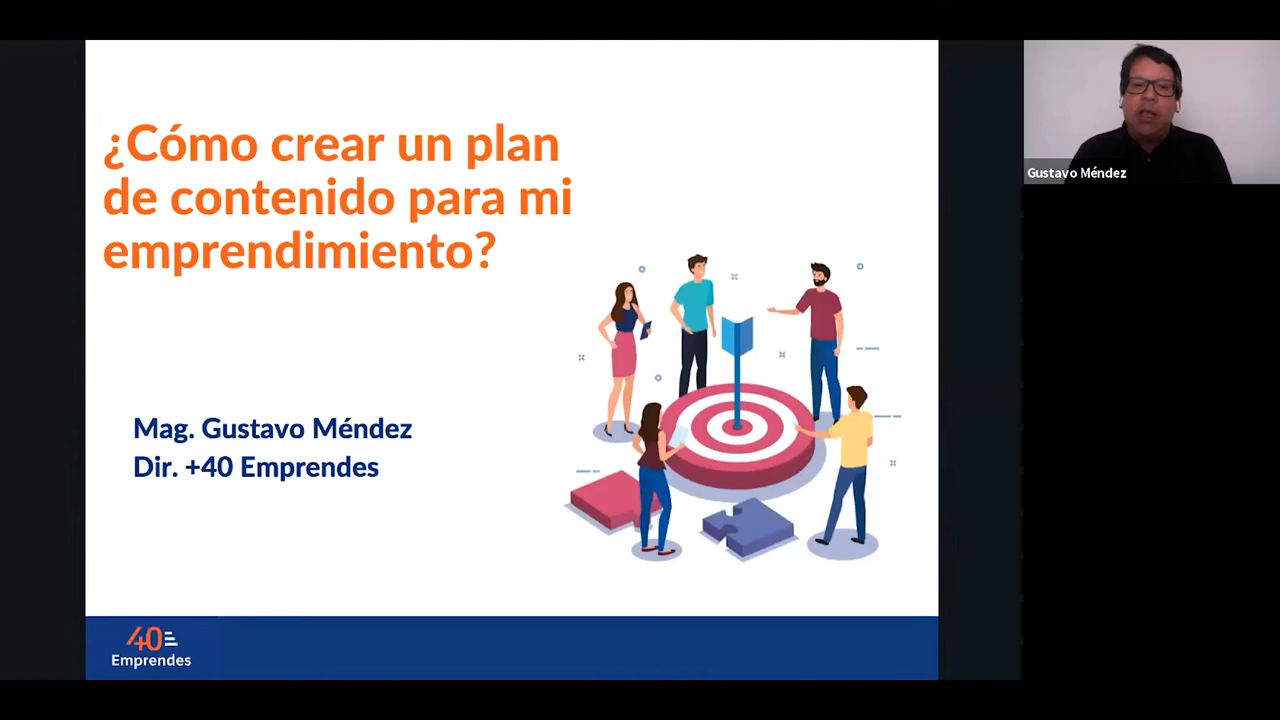 ¿Cómo crear un plan
de contenido para mi
emprendimiento?
Mag. Gustavo Méndez
Dir. +40 Emprendes
40
Emprendes
Gustavo Méndez